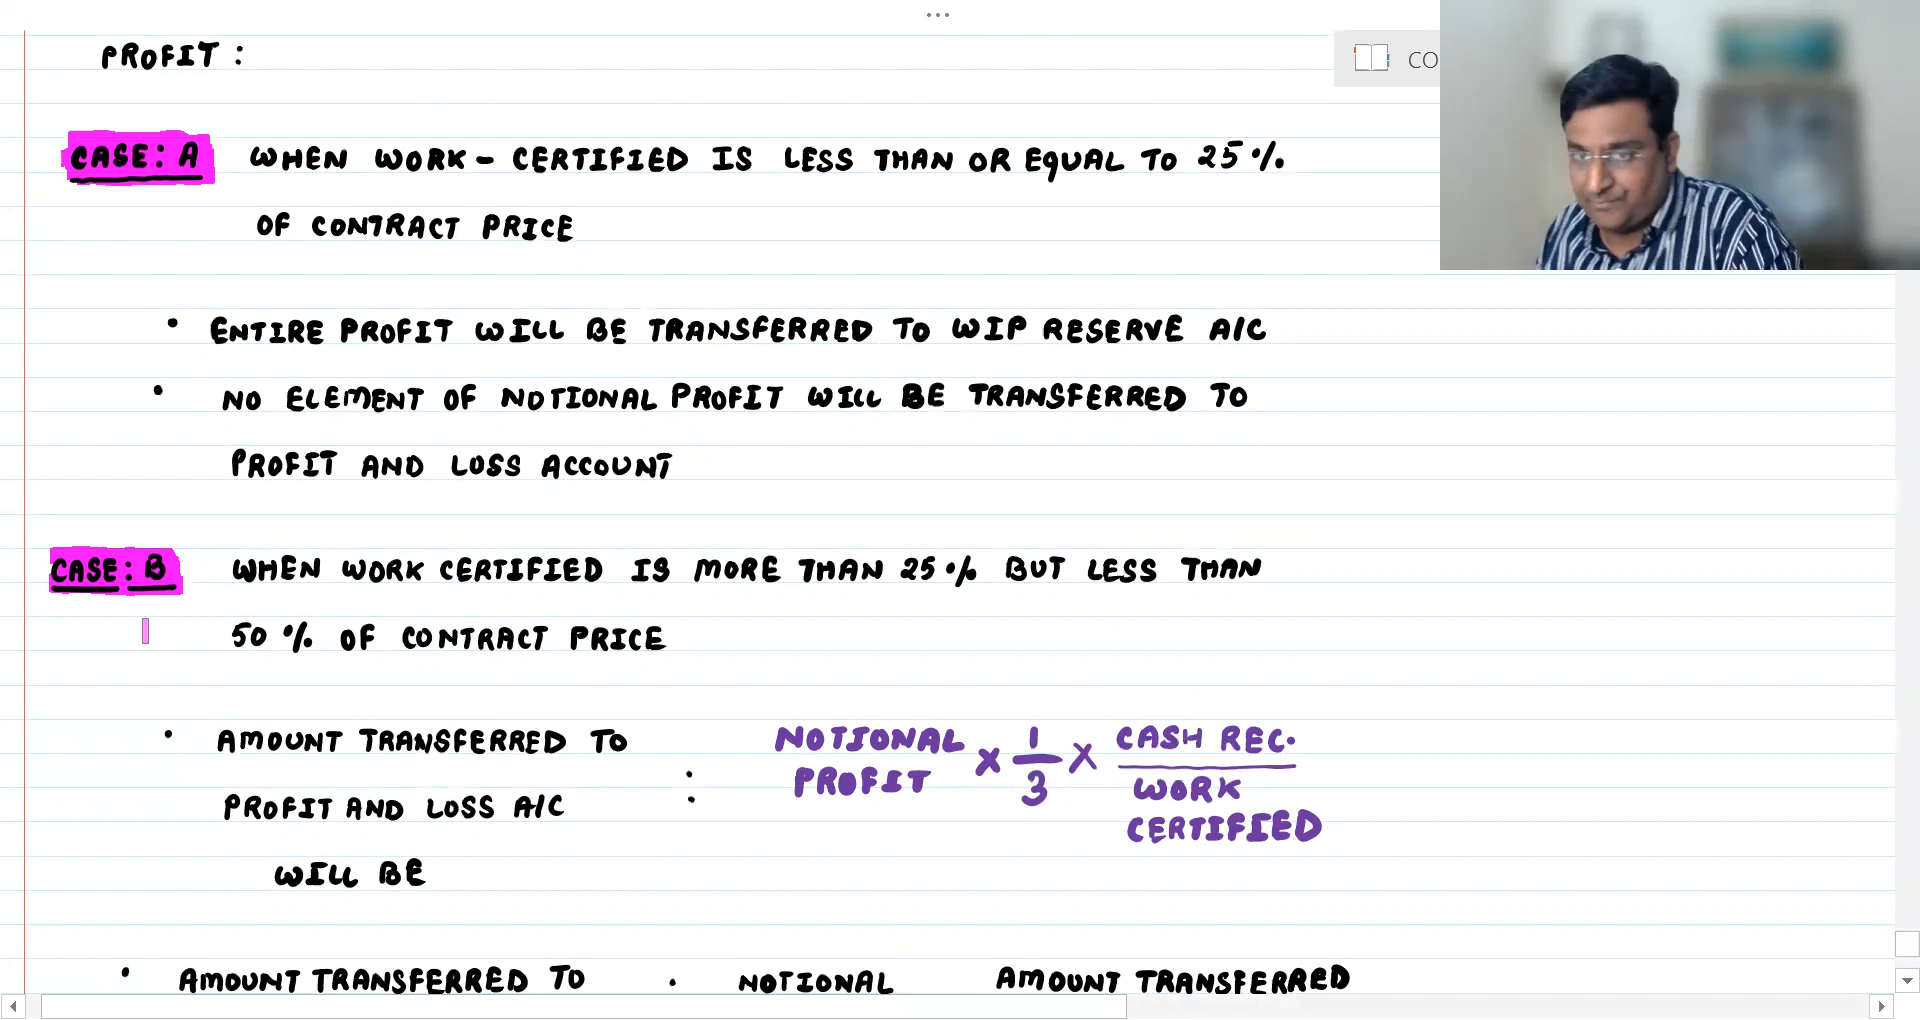 ...
PROFIT :
CO
CASE: A WHEN WORK - CERTIFIED IS LESS THAN OR EQUAL TO 25%
OF CONTRACT PRICE
• ENTIRE PROFIT WILL BE TRANSFERRED TO WIP RESERVE A/C
• NO ELEMENT OF NOTIONAL PROFIT WILL BE TRANSFERRED TO
PROFIT AND LOSS ACCOUNT
CASE: B WHEN WORK CERTIFIED IS MORE THAN 25% BUT LESS THAN
50% OF CONTRACT PRICE
• AMOUNT TRANSFERRED TO
PROFIT AND LOSS A/C
WILL BE
:
NOTIONAL PROFIT × 1/3 × CASH REC. / WORK CERTIFIED
• AMOUNT TRANSFERRED TO . NOTIONAL AMOUNT TRANSFERRED